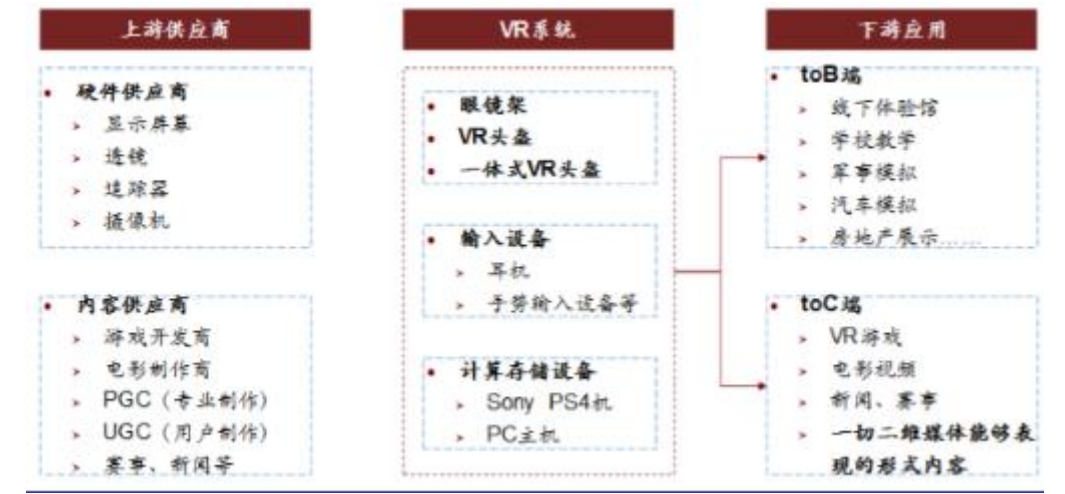 上游供应商
硬件供应商
显示屏幕
透镜
追踪器
摄像机
内容供应商
游戏开发商
电影制作商
PGC（专业制作）
UGC（用户制作）
赛事、新闻等
VR系统
眼镜架
VR头盔
一体式VR头盔
输入设备
耳机
手势输入设备等
计算存储设备
Sony PS4机
PC主机
下游应用
toB端
线下体验馆
学校教学
军事模拟
汽车模拟
房地产展示……
toC端
VR游戏
电影视频
新闻、赛事
一切二维媒体能够表
现的形式内容